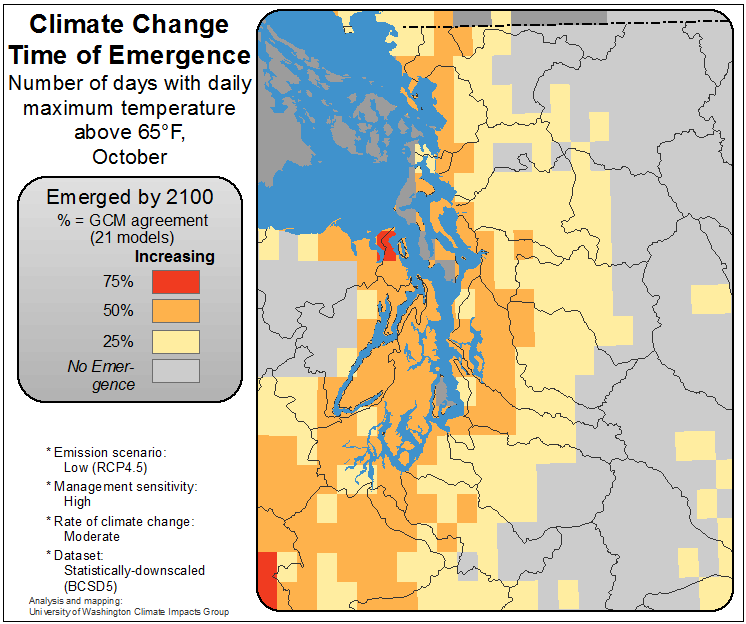 Climate Change
Time of Emergence
Number of days with daily
maximum temperature
above 65°F,
October
Emerged by 2100
% = GCM agreement
(21 models)
Increasing
75%
50%
25%
No Emer-
gence
* Emission scenario:
Low (RCP4.5)
* Management sensitivity:
High
* Rate of climate change:
Moderate
* Dataset:
Statistically-downscaled
(BCSD5)
Analysis and mapping:
University of Washington Climate Impacts Group